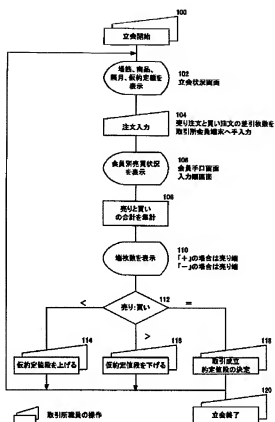 100
立会開始
場節、商品、
限月、仮約定値を
表示
102
立会状況画面
104
売り注文と買い注文の差引枚数を
取引所会員端末へ手入力
注文入力
会員別売買状況
を表示
106
会員手口画面
入力順画面
108
売りと買い
の合計を集計
端枚数を表示
110
「+」の場合は売り端
「-」の場合は買い端
売り:買い
112
<
>
=
114
仮約定値段を上げる
116
仮約定値段を下げる
118
取引成立
約定値段の決定
120
立会終了
取引所職員の操作